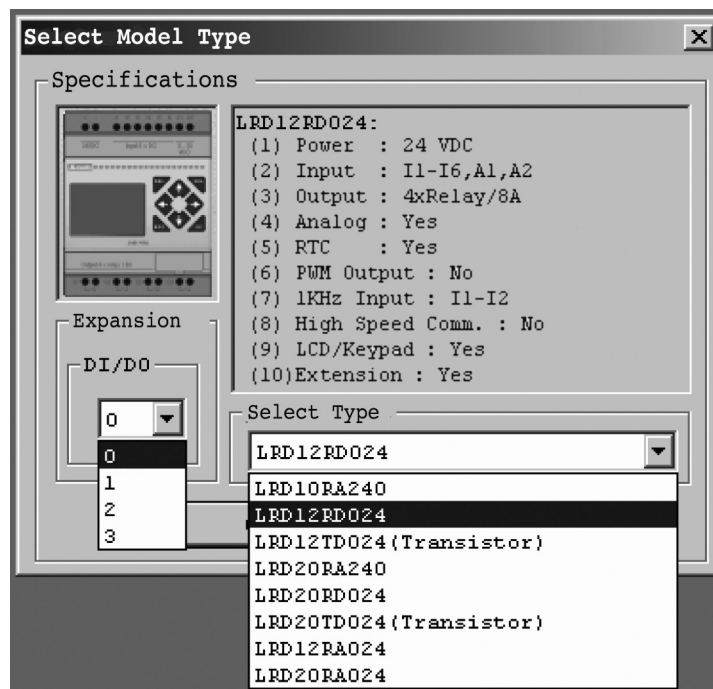 Select Model Type
Specifications
LRD12RD024:
(1) Power : 24 VDC
(2) Input : I1-I6,A1,A2
(3) Output : 4xRelay/8A
(4) Analog : Yes
(5) RTC : Yes
(6) PWM Output : No
(7) 1KHz Input : I1-I2
(8) High Speed Comm. : No
(9) LCD/Keypad : Yes
(10)Extension : Yes
Expansion
DI/DO
0
0
1
2
3
Select Type
LRD12RD024
LRD10RA240
LRD12RD024
LRD12TD024(Transistor)
LRD20RA240
LRD20RD024
LRD20TD024(Transistor)
LRD12RA024
LRD20RA024